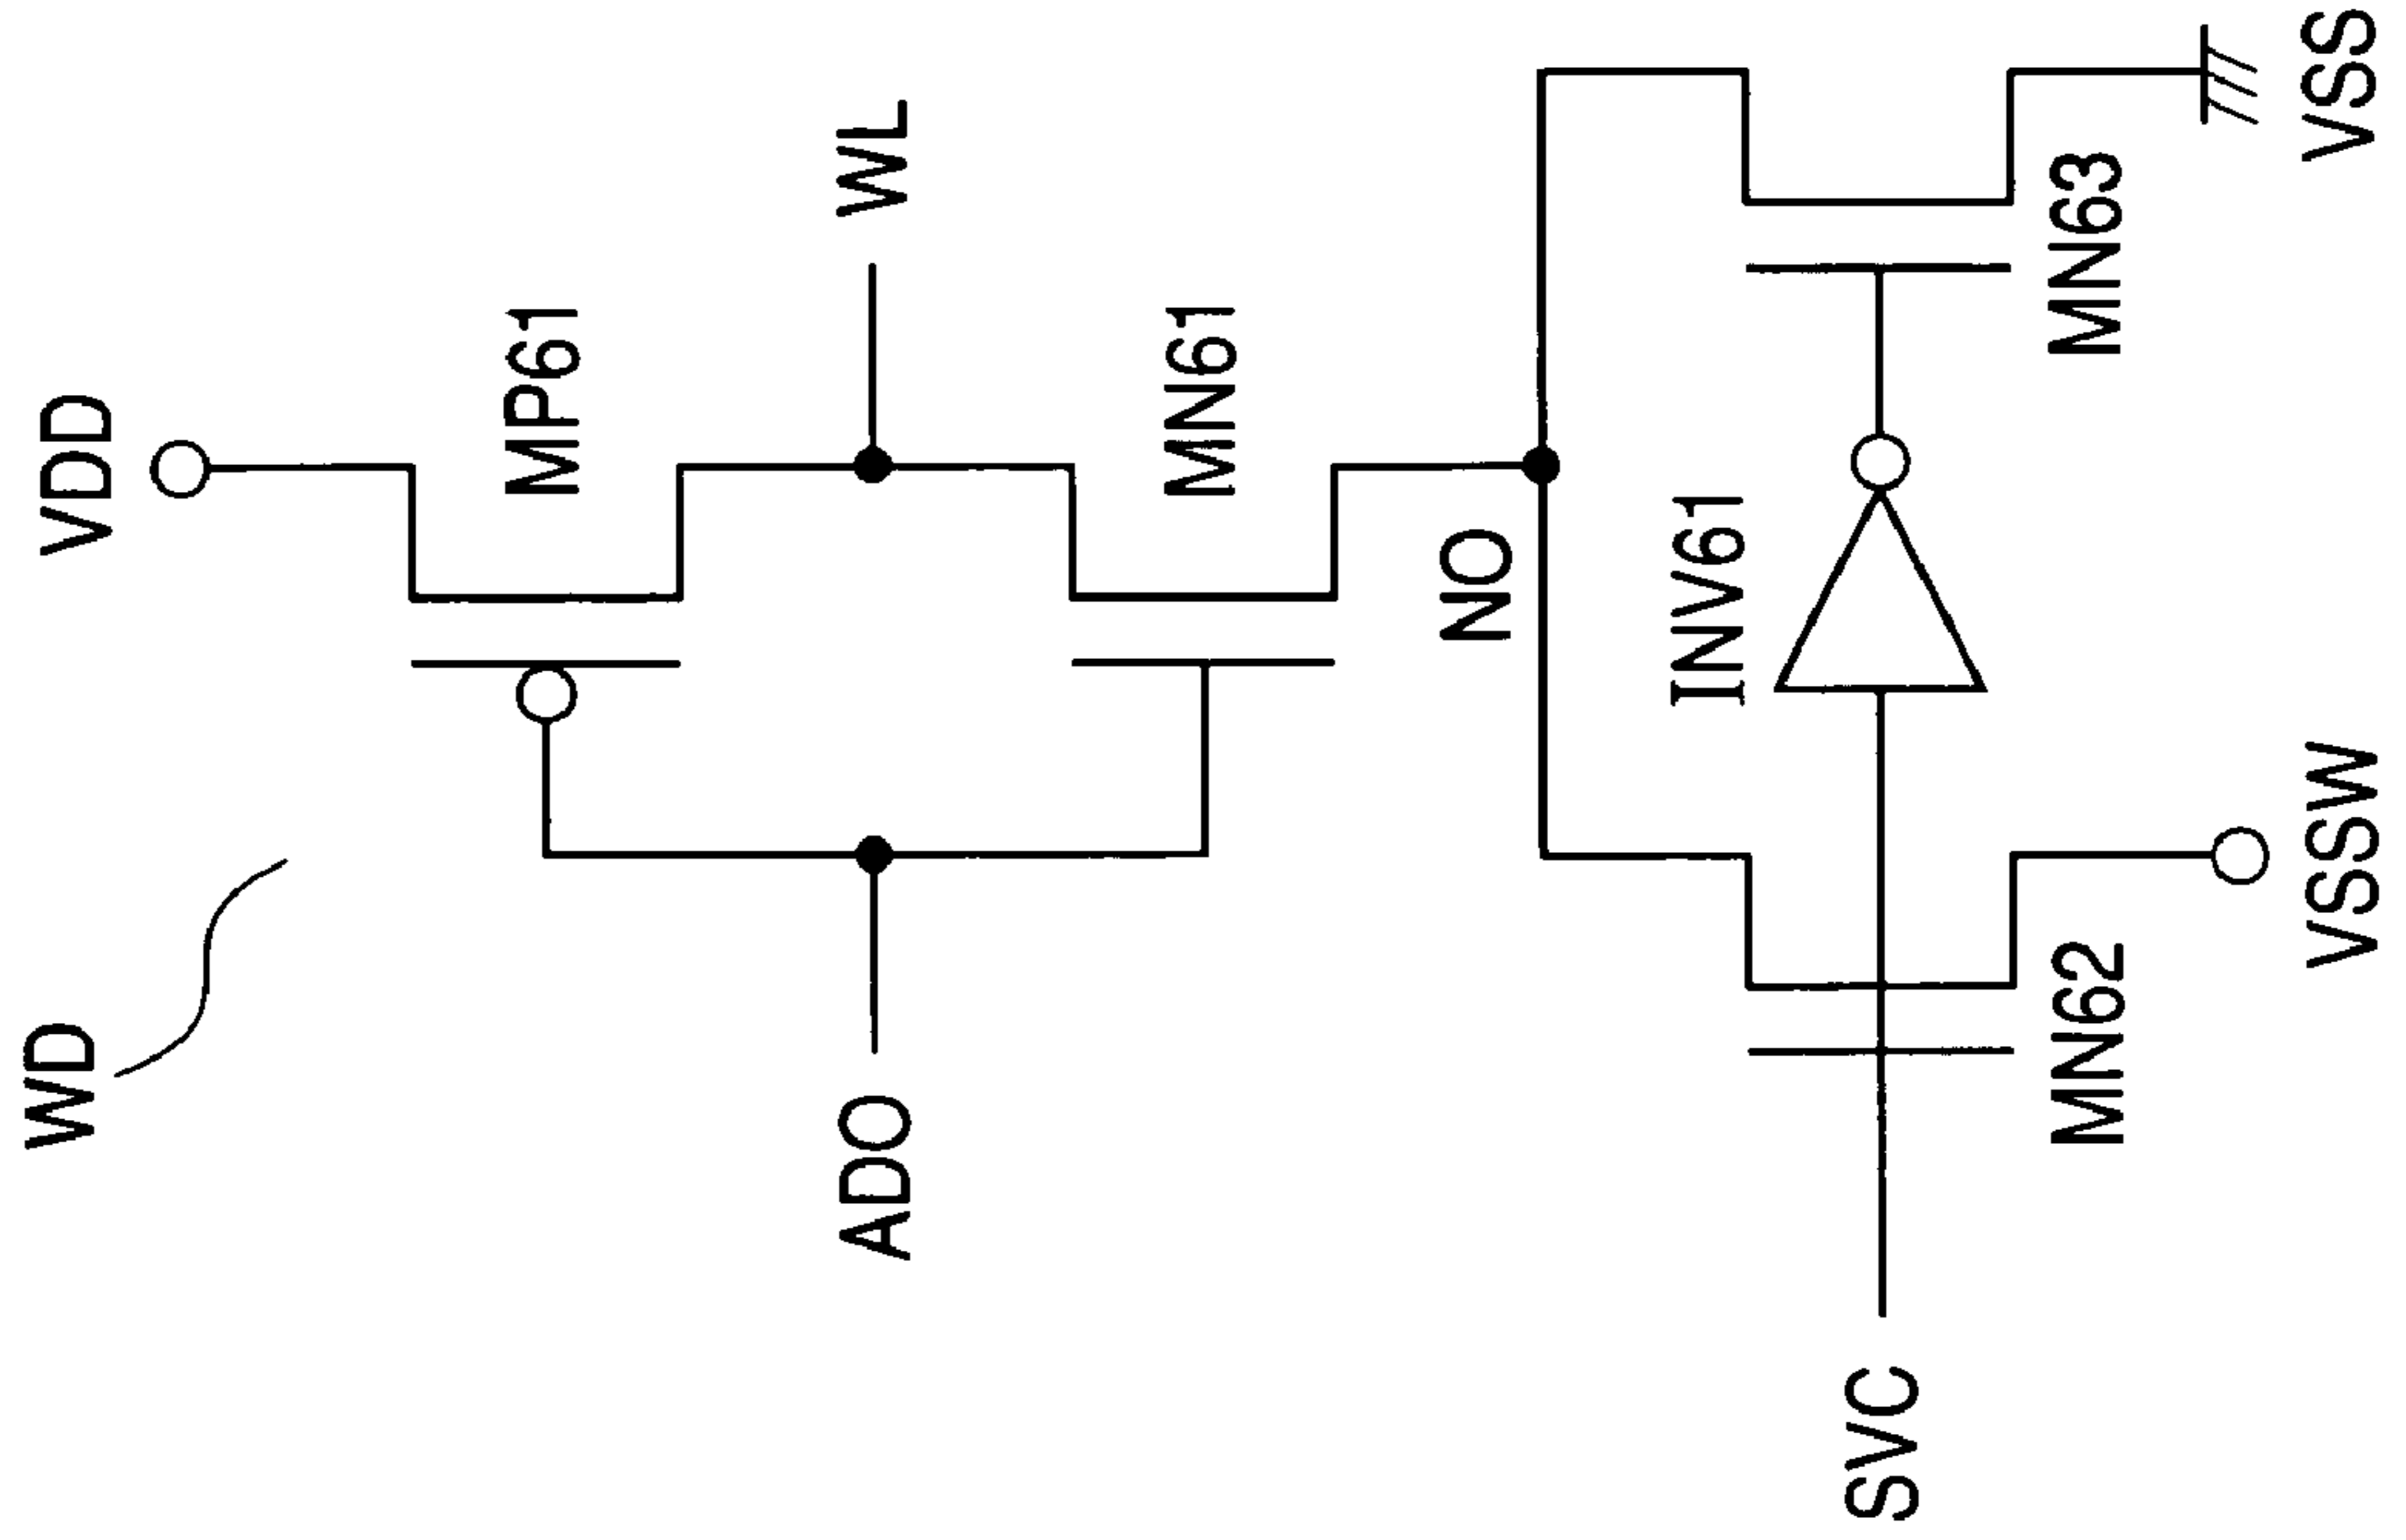 WD
VDD
MP61
ADO
WL
MN61
NO
INV61
SVC
MN62
MN63
VSSW
VSS